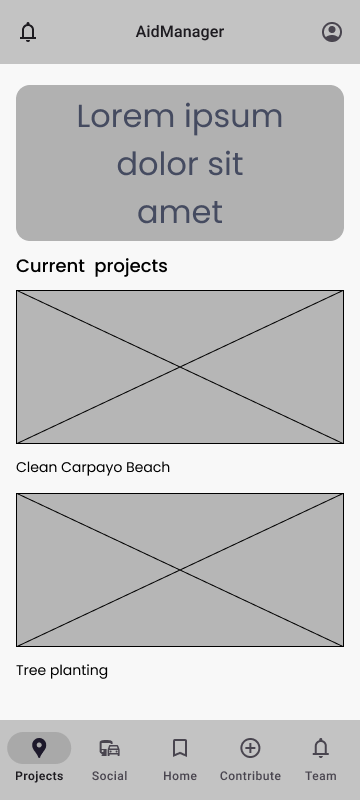 AidManager
Lorem ipsum
dolor sit
amet
Current projects
Clean Carpayo Beach
Tree planting
Projects
Social
Home
Contribute
Team